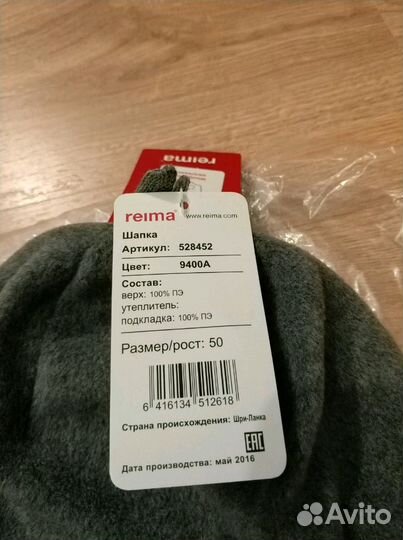 reima
reima® www.reima.com
Шапка
Артикул: 528452
Цвет: 9400A
Состав:
верх: 100% ПЭ
утеплитель:
подкладка: 100% ПЭ
Размер/рост: 50
6 416134 512618
Страна происхождения: Шри-Ланка
EAC
Дата производства: май 2016
Avito